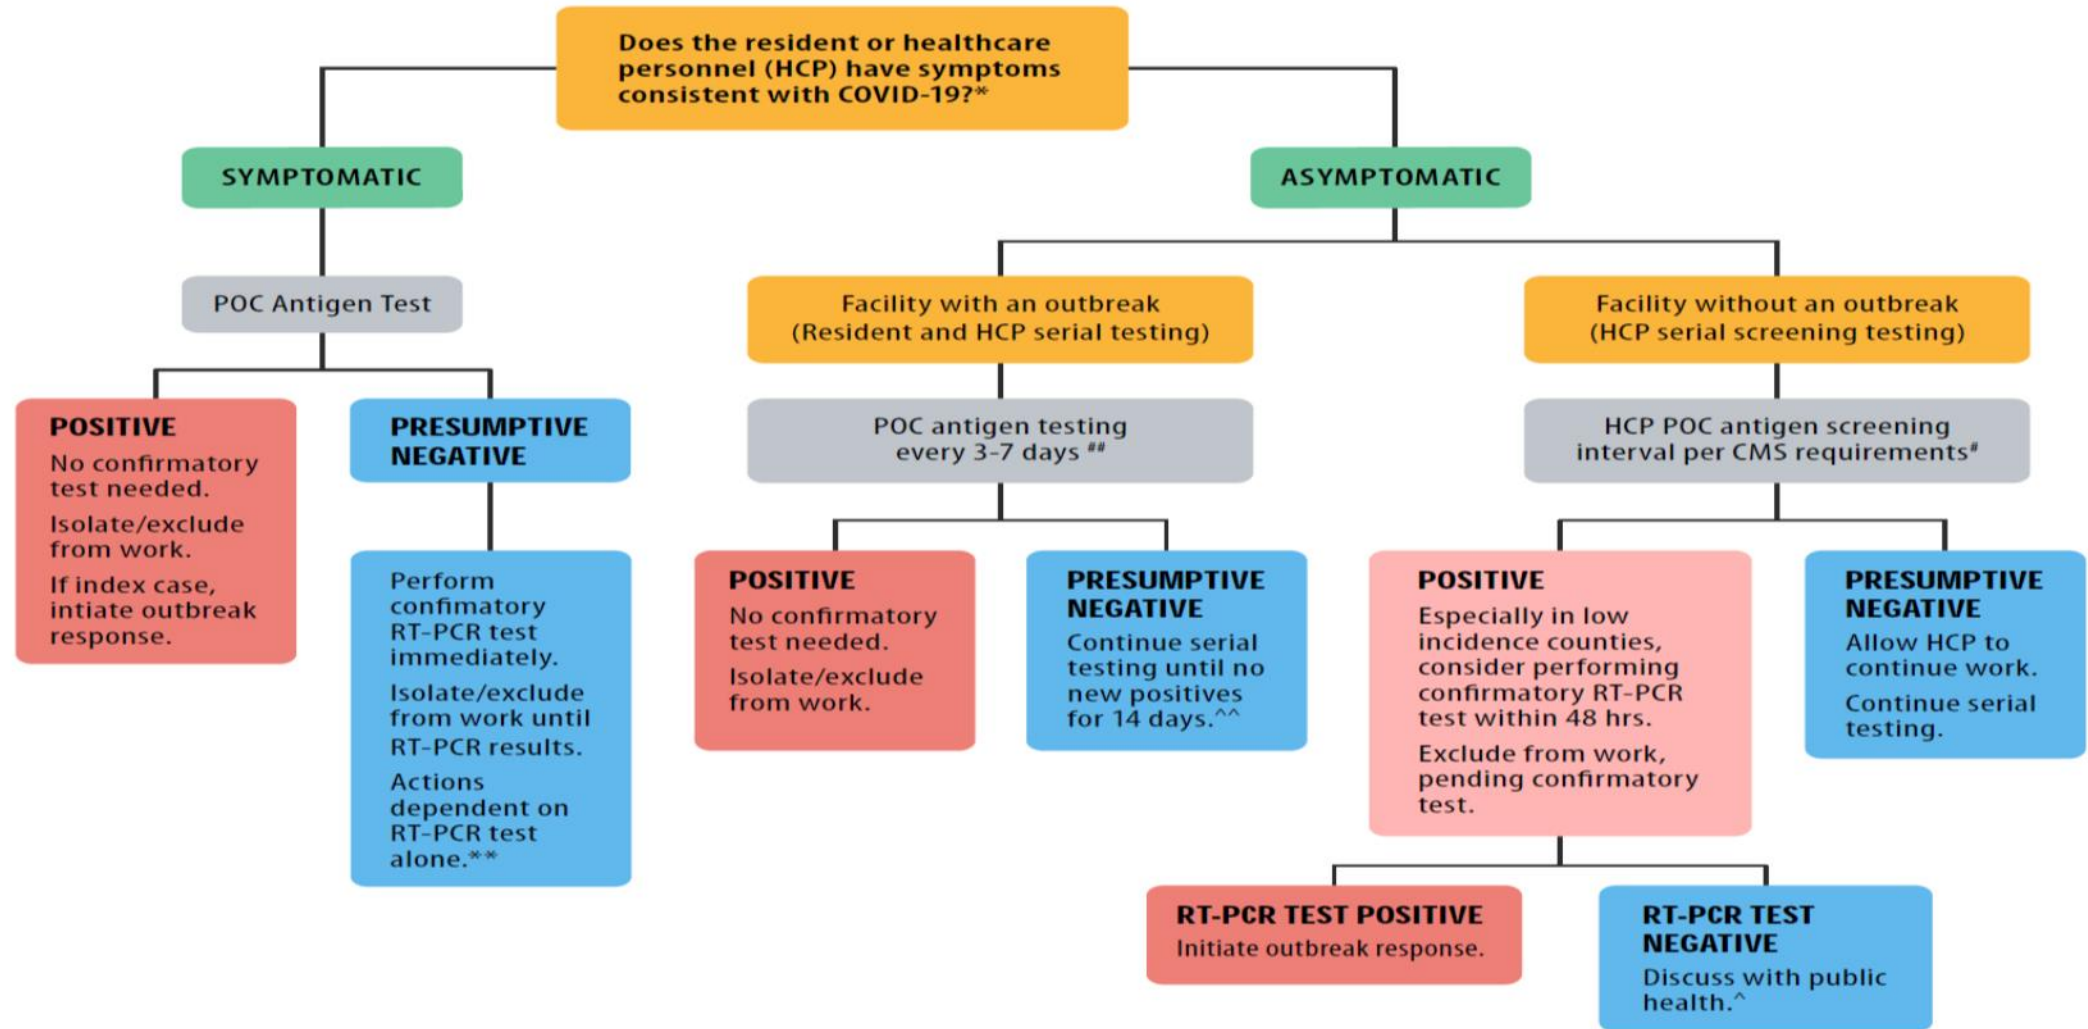 Does the resident or healthcare
personnel (HCP) have symptoms
consistent with COVID-19?*
SYMPTOMATIC
ASYMPTOMATIC
POC Antigen Test
Facility with an outbreak
(Resident and HCP serial testing)
Facility without an outbreak
(HCP serial screening testing)
POSITIVE
No confirmatory
test needed.
Isolate/exclude
from work.
If index case,
intiate outbreak
response.
PRESUMPTIVE
NEGATIVE
Perform
confimatory
RT-PCR test
immediately.
Isolate/exclude
from work until
RT-PCR results.
Actions
dependent on
RT-PCR test
alone.**
POC antigen testing
every 3-7 days ##
HCP POC antigen screening
interval per CMS requirements#
POSITIVE
No confirmatory
test needed.
Isolate/exclude
from work.
PRESUMPTIVE
NEGATIVE
Continue serial
testing until no
new positives
for 14 days.^^
POSITIVE
Especially in low
incidence counties,
consider performing
confirmatory RT-PCR
test within 48 hrs.
Exclude from work,
pending confirmatory
test.
PRESUMPTIVE
NEGATIVE
Allow HCP to
continue work.
Continue serial
testing.
RT-PCR TEST POSITIVE
Initiate outbreak response.
RT-PCR TEST
NEGATIVE
Discuss with public
health.^